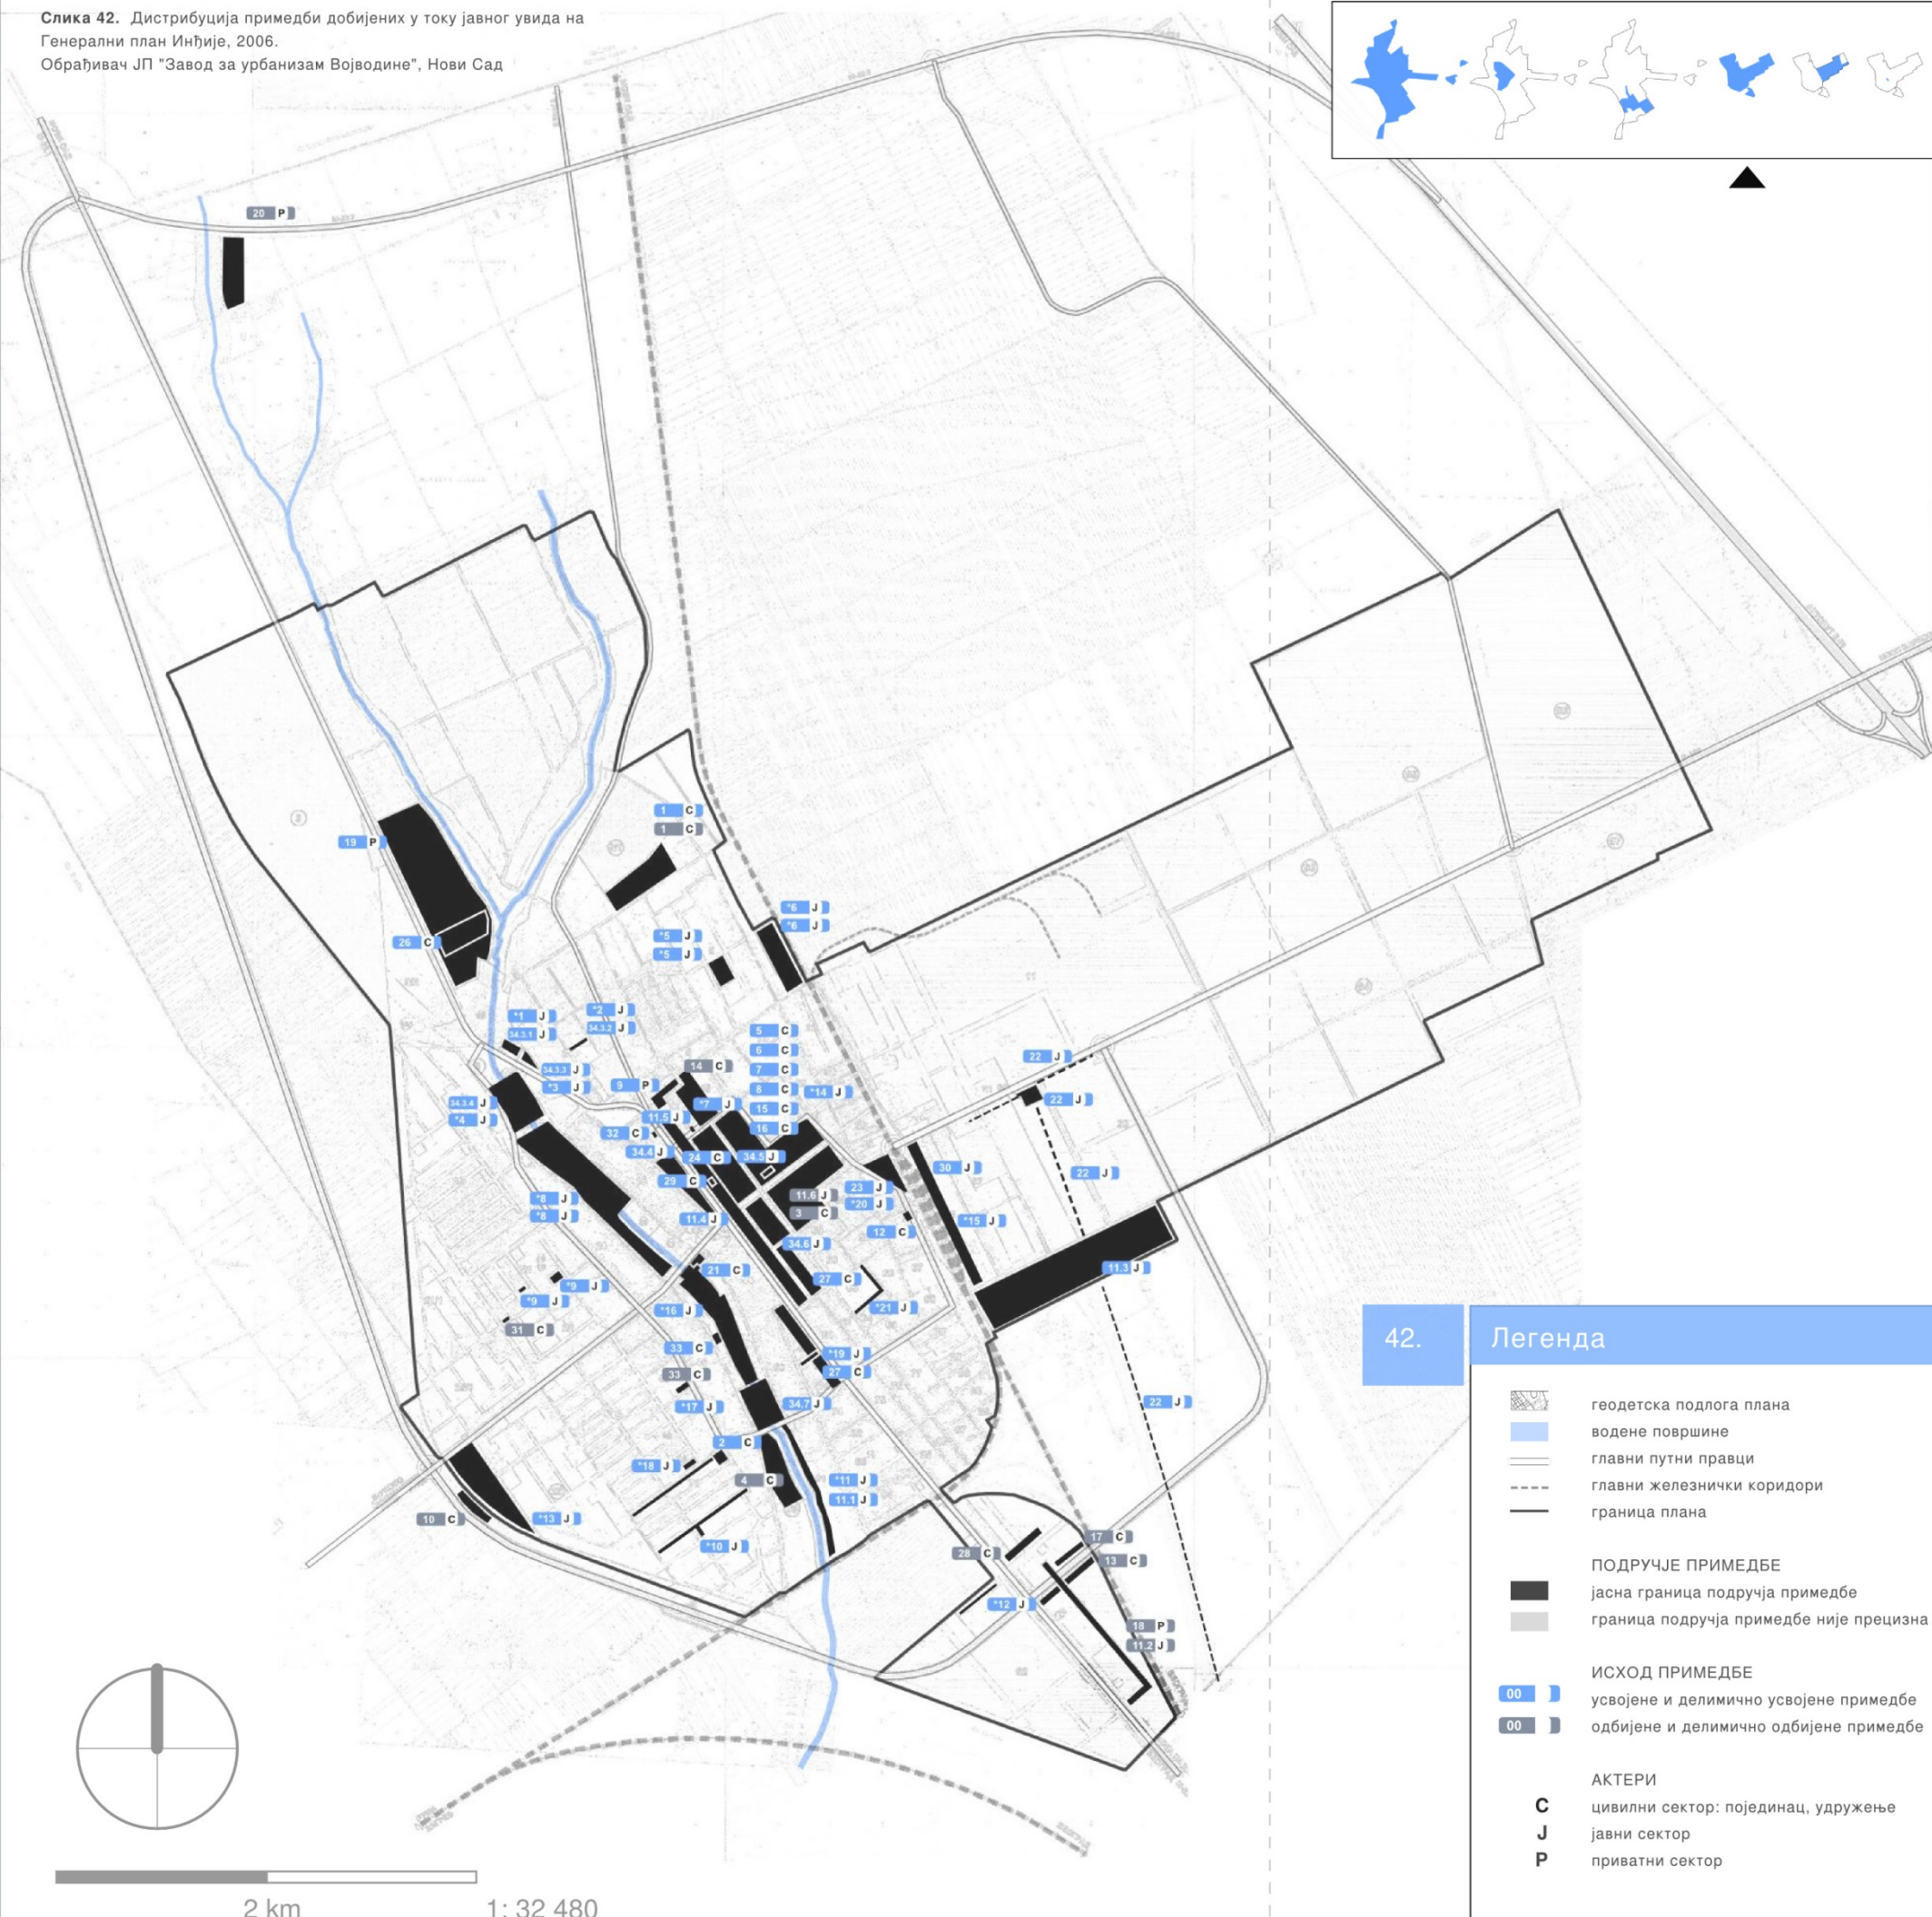 Слика 42. Дистрибуција примедби добијених у току јавног увида на
Генерални план Инђије, 2006.
Обрађивач ЈП "Завод за урбанизам Војводине", Нови Сад
20 P
1 C
1 C
19 P
*6 J
*6 J
26 C
*5 J
*5 J
*1 J
34.3.1 J
*2 J
34.3.2 J
5 C
6 C
7 C
8 C
15 C
16 C
14 C
*14 J
22 J
34.3.3 J
*3 J
9 P
34.3.4 J
*4 J
*7 J
11.5 J
22 J
32 C
34.4 J
24 C
34.5 J
30 J
22 J
29 C
11.6 J
3 C
23 J
*20 J
*8 J
*8 J
11.4 J
*15 J
12 C
34.6 J
21 C
27 C
11.3 J
*9 J
*9 J
*16 J
*21 J
31 C
33 C
*19 J
27 C
33 C
*17 J
34.7 J
22 J
2 C
*18 J
4 C
*11 J
11.1 J
10 C
*13 J
*10 J
28 C
17 C
13 C
*12 J
18 P
11.2 J
2 km
1: 32 480
42.
Легенда
геодетска подлога плана
водене површине
главни путни правци
главни железнички коридори
граница плана
ПОДРУЧЈЕ ПРИМЕДБЕ
јасна граница подручја примедбе
граница подручја примедбе није прецизна
ИСХОД ПРИМЕДБЕ
00 усвојене и делимично усвојене примедбе
00 одбијене и делимично одбијене примедбе
АКТЕРИ
C цивилни сектор: појединац, удружење
J јавни сектор
P приватни сектор